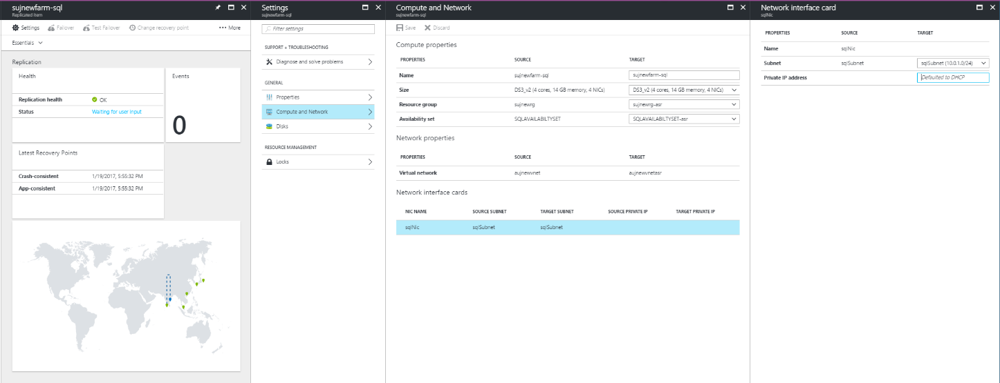 sujnewfarm-sql
Replicated item
Settings Failover Test Failover Change recovery point More
Essentials
Replication
Health
Replication health OK
Status Waiting for user input
Events
0
Latest Recovery Points
Crash-consistent 1/19/2017, 5:55:32 PM
App-consistent 1/19/2017, 5:55:32 PM
Settings
sujnewfarm-sql
Filter settings
SUPPORT + TROUBLESHOOTING
Diagnose and solve problems
GENERAL
Properties
Compute and Network
Disks
RESOURCE MANAGEMENT
Locks
Compute and Network
sujnewfarm-sql
Save Discard
Compute properties
PROPERTIES SOURCE TARGET
Name sujnewfarm-sql sujnewfarm-sql
Size DS3_v2 (4 cores, 14 GB memory, 4 NICs) DS3_v2 (4 cores, 14 GB memory, 4 NICs)
Resource group sujnewrg sujnewrg-asr
Availability set SQLAVAILABILTYSET SQLAVAILABILTYSET-asr
Network properties
PROPERTIES SOURCE TARGET
Virtual network aujnewvnet aujnewvnetasr
Network interface cards
NIC NAME SOURCE SUBNET TARGET SUBNET SOURCE PRIVATE IP TARGET PRIVATE IP
sqlNic sqlSubnet sqlSubnet
Network interface card
sqlNic
PROPERTIES SOURCE TARGET
Name sqlNic
Subnet sqlSubnet sqlSubnet (10.0.1.0/24)
Private IP address Defaulted to DHCP